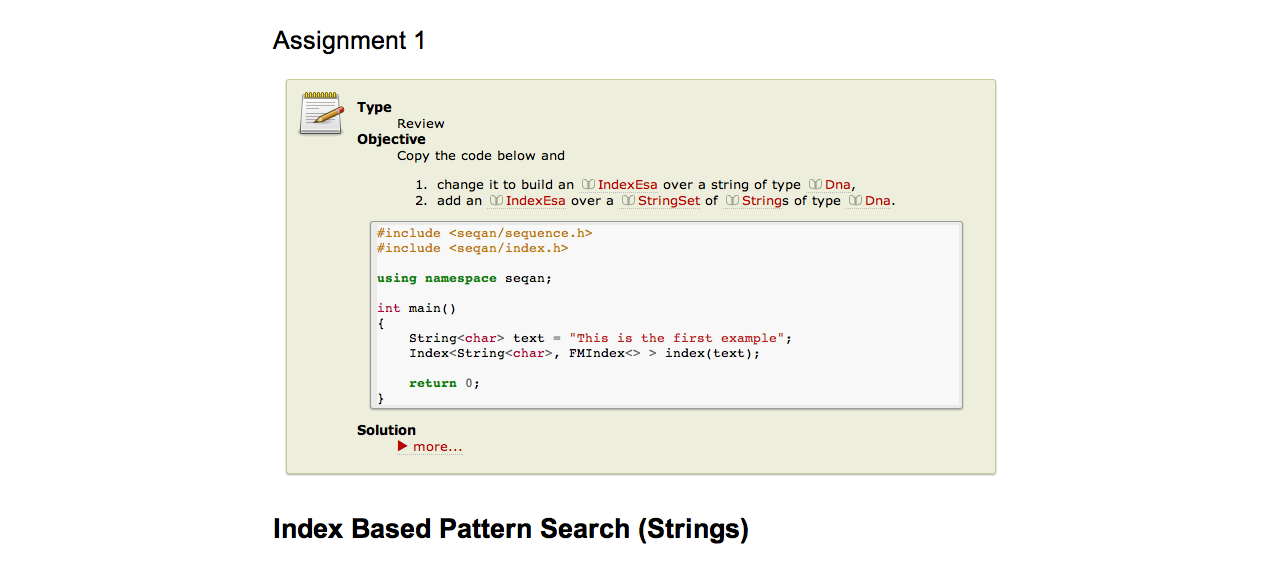 Assignment 1
Type
Review
Objective
Copy the code below and
1. change it to build an IndexEsa over a string of type Dna,
2. add an IndexEsa over a StringSet of Strings of type Dna.
#include <seqan/sequence.h>
#include <seqan/index.h>
using namespace seqan;
int main()
{
    String<char> text = "This is the first example";
    Index<String<char>, FMIndex<> > index(text);
    return 0;
}
Solution
more...
Index Based Pattern Search (Strings)